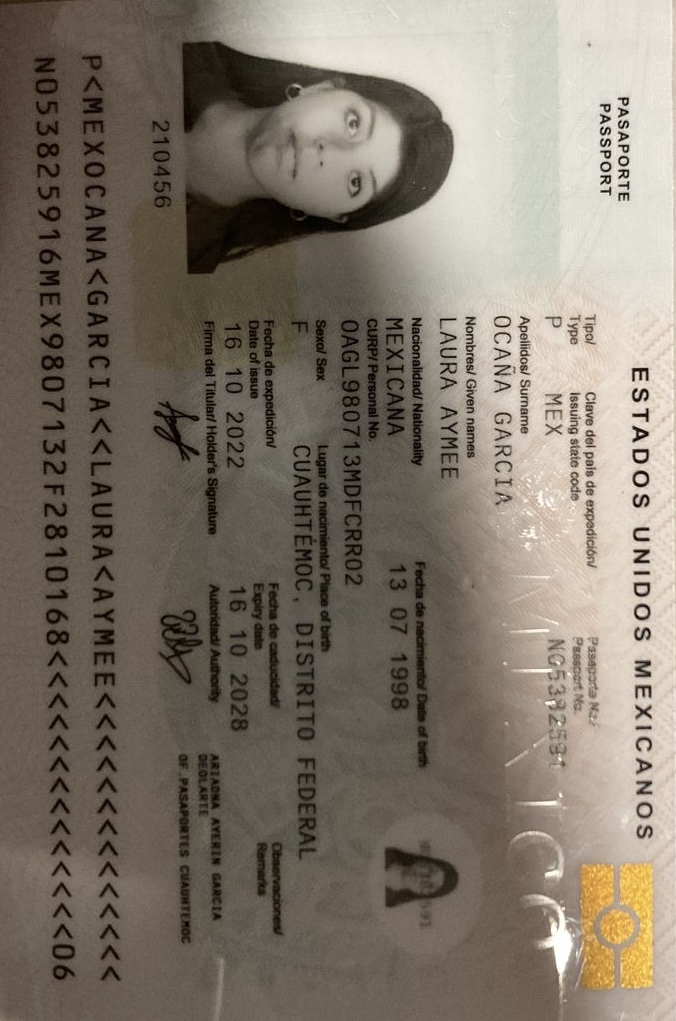 ESTADOS UNIDOS MEXICANOS
PASAPORTE
PASSPORT
Tipo/
Type
P
Clave del país de expedición/
Issuing state code
MEX
Pasaporte No./
Passport No.
Apellidos/ Surname
OCAÑA GARCIA
Nombres/ Given names
LAURA AYMEE
Nacionalidad/ Nationality
MEXICANA
Fecha de nacimiento/ Date of birth
13 07 1998
CURP/ Personal No.
OAGL980713MDFCRR02
Sexo/ Sex
F
Lugar de nacimiento/ Place of birth
CUAUHTÉMOC, DISTRITO FEDERAL
Fecha de expedición/
Date of issue
16 10 2022
Fecha de caducidad/
Expiry date
16 10 2028
Observaciones/
Remarks
Firma del Titular/ Holder's Signature
Autoridad/ Authority
ARIADNA AYERIN GARCIA
DEOLARTE
OF.PASAPORTES CUAUHTEMOC
210456
P<MEXOCANA<GARCIA<<LAURA<AYMEE<<<<<<<<<<<<<<
N053825916MEX9807132F2810168<<<<<<<<<<<<<<06